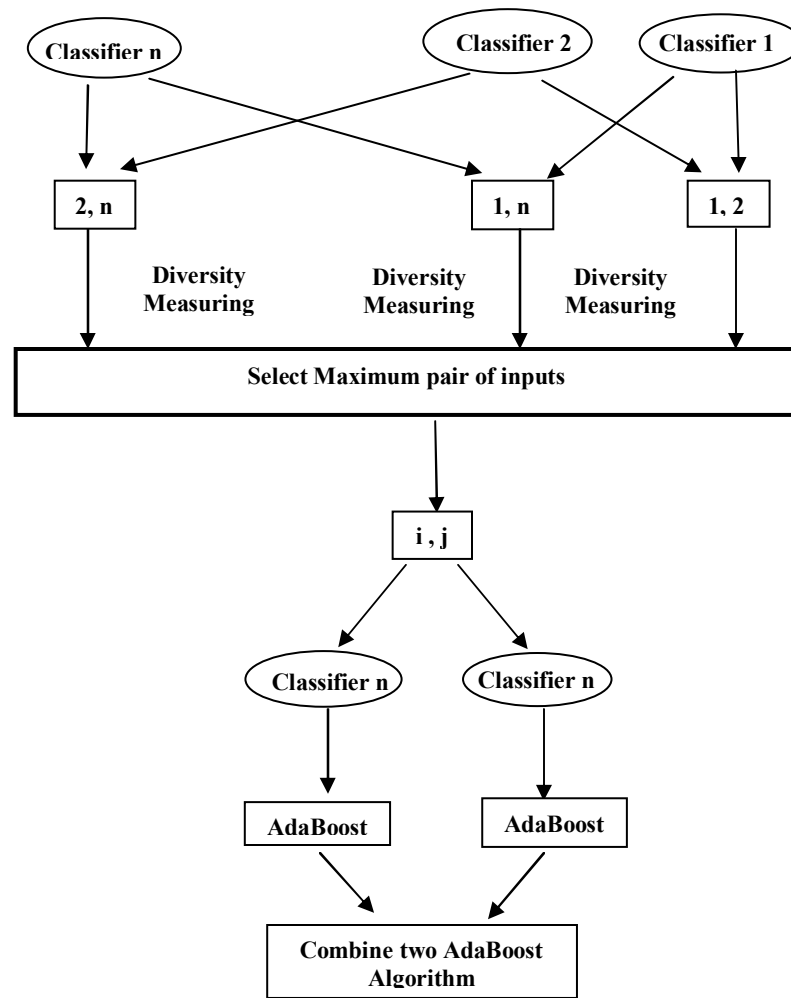 Classifier n
Classifier 2
Classifier 1
2, n
1, n
1, 2
Diversity
Measuring
Diversity
Measuring
Diversity
Measuring
Select Maximum pair of inputs
i , j
Classifier n
Classifier n
AdaBoost
AdaBoost
Combine two AdaBoost
Algorithm